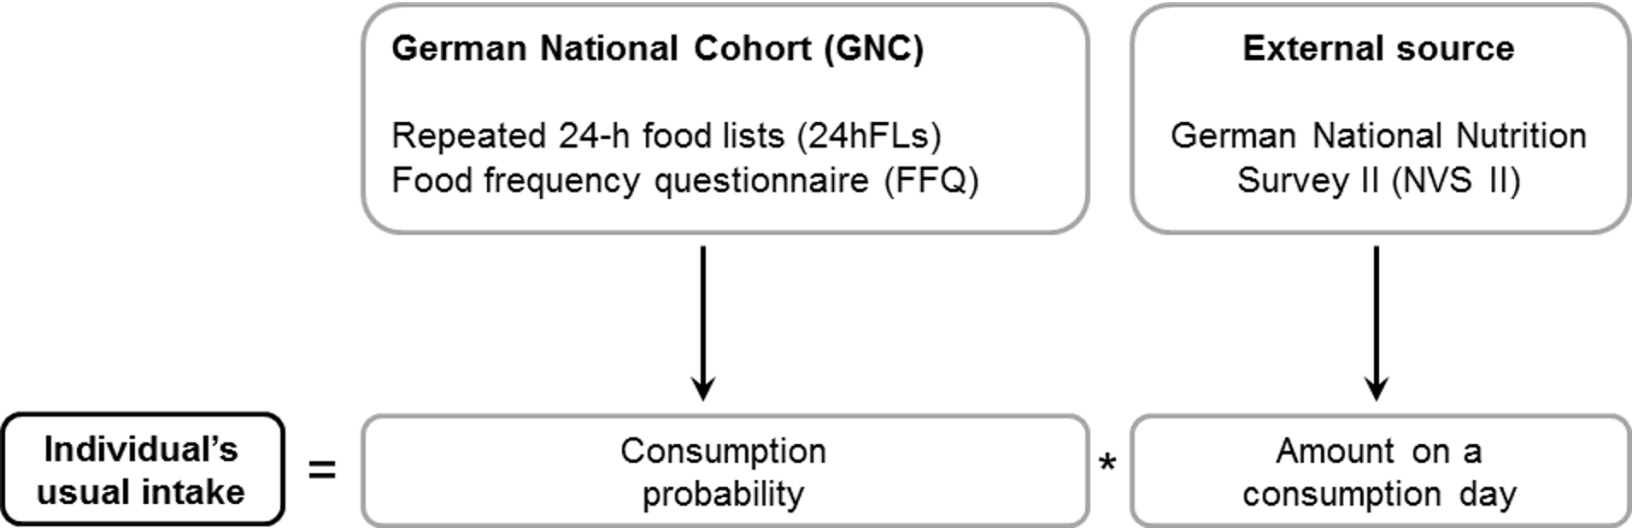 German National Cohort (GNC)
Repeated 24-h food lists (24hFLs)
Food frequency questionnaire (FFQ)
External source
German National Nutrition
Survey II (NVS II)
Individual's
usual intake
=
Consumption
probability
*
Amount on a
consumption day